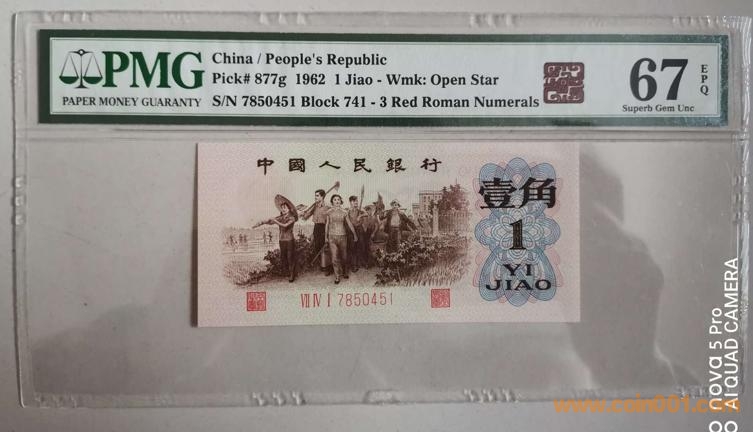 PMG
PAPER MONEY GUARANTY
China / People's Republic
Pick# 877g 1962 1 Jiao - Wmk: Open Star
S/N 7850451 Block 741 - 3 Red Roman Numerals
67
EPQ
Superb Gem Unc
中國人民銀行
壹角
1
YI
JIAO
VII IV I 7850451
nova 5 Pro
AI QUAD CAMERA
www.coin001.com